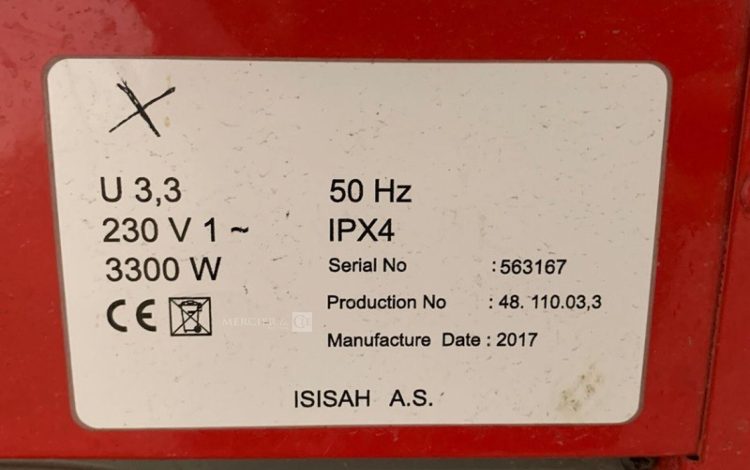 U 3,3 50 Hz
230 V 1 ~ IPX4
3300 W Serial No : 563167
CE Production No : 48. 110.03,3
MERCIER &
Manufacture Date : 2017
ISISAH A.S.